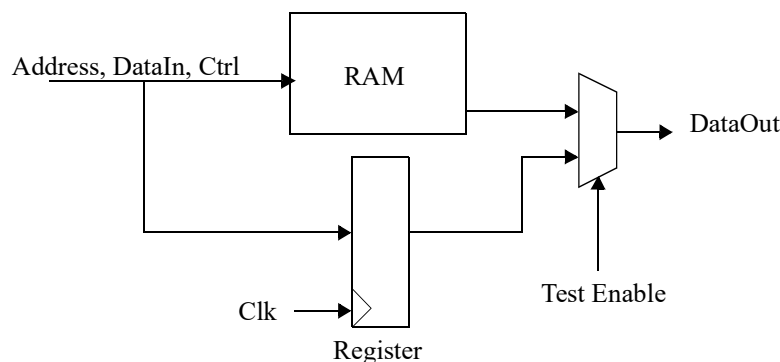 Address, DataIn, Ctrl
RAM
DataOut
Test Enable
Clk
Register